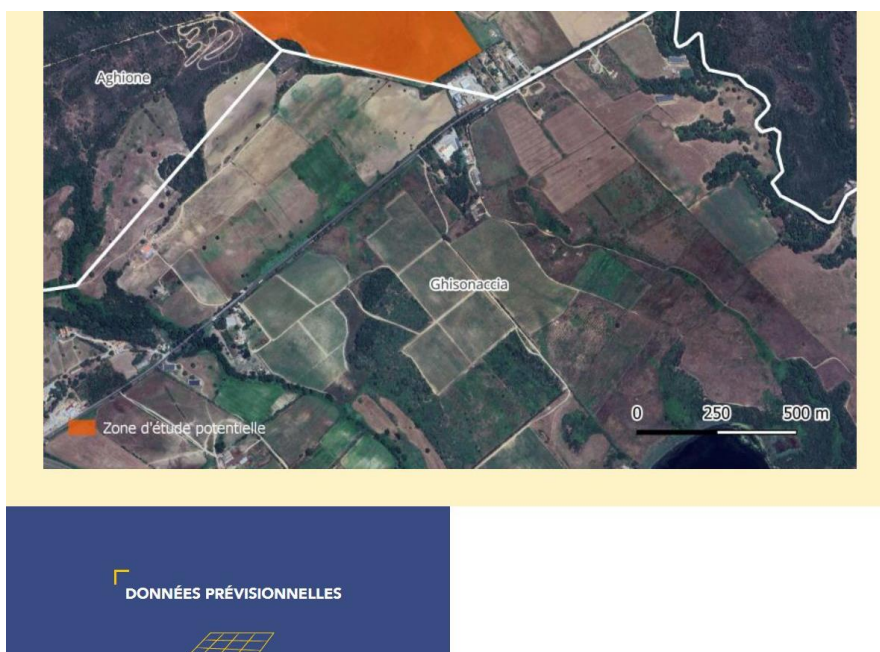 Aghione
Ghisonaccia
0 250 500 m
Zone d'étude potentielle
DONNÉES PRÉVISIONNELLES